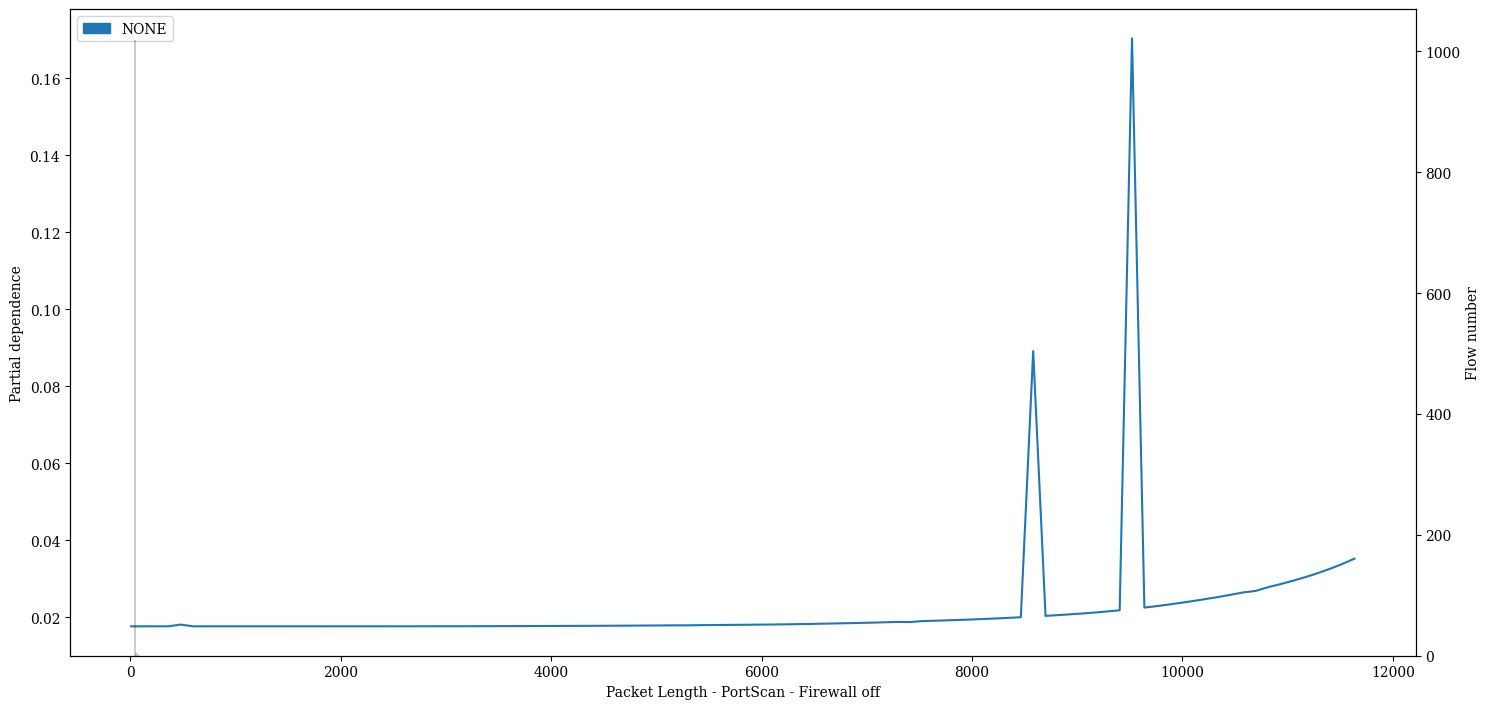 NONE
Partial dependence
0.16
0.14
0.12
0.10
0.08
0.06
0.04
0.02
1000
800
600
400
200
0
Flow number
0 2000 4000 6000 8000 10000 12000
Packet Length - PortScan - Firewall off